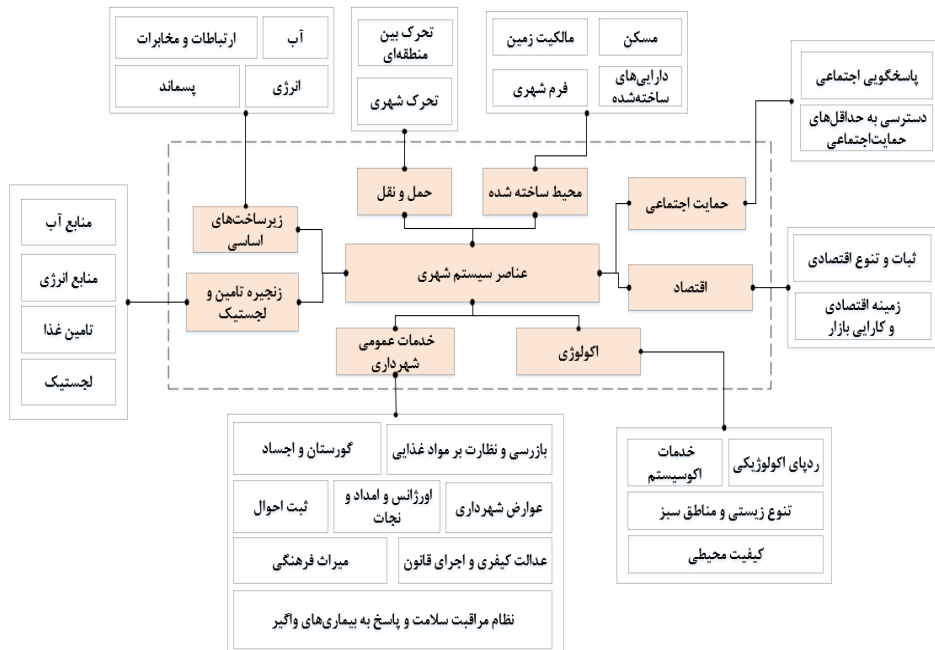 آب
ارتباطات و مخابرات
انرژی
پسماند
تحرک بین
منطقه‌ای
تحرک شهری
مسکن
مالکیت زمین
دارایی‌های
ساخته‌شده
فرم شهری
پاسخگویی اجتماعی
دسترسی به حداقل‌های
حمایت‌اجتماعی
زیرساخت‌های
اساسی
حمل و نقل
محیط ساخته شده
حمایت اجتماعی
عناصر سیستم شهری
زنجیره تامین و
لجستیک
اقتصاد
خدمات عمومی
شهرداری
اکولوژی
منابع آب
منابع انرژی
تامین غذا
لجستیک
ثبات و تنوع اقتصادی
زمینه اقتصادی
و کارایی بازار
بازرسی و نظارت بر مواد غذایی
گورستان و اجساد
عوارض شهرداری
اورژانس و امداد و
نجات
ثبت احوال
عدالت کیفری و اجرای قانون
میراث فرهنگی
نظام مراقبت سلامت و پاسخ به بیماری‌های واگیر
ردپای اکولوژیکی
خدمات
اکوسیستم
تنوع زیستی و مناطق سبز
کیفیت محیطی